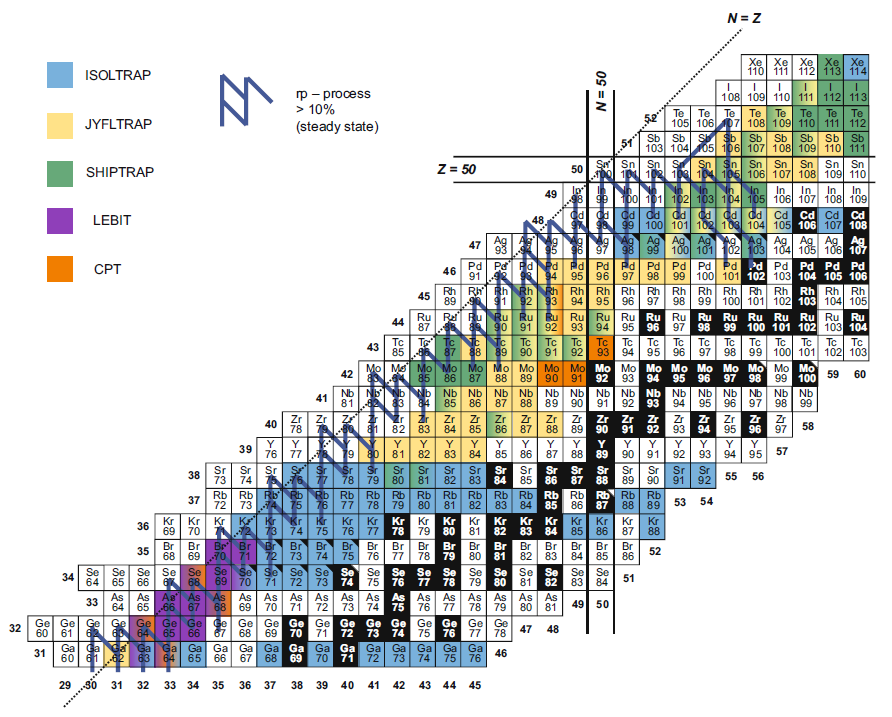 N = Z
Xe Xe Xe Xe Xe
110 111 112 113 114
ISOLTRAP
JYFLTRAP
SHIPTRAP
LEBIT
CPT
rp – process
> 10%
(steady state)
N = 50
Z = 50
I I I I I I
108 109 110 111 112 113
52 Te Te Te Te Te Te Te Te
105 106 107 108 109 110 111 112
51 Sb Sb Sb Sb Sb Sb Sb Sb Sb
103 104 105 106 107 108 109 110 111
50 Sn Sn Sn Sn Sn Sn Sn Sn Sn Sn Sn
100 101 102 103 104 105 106 107 108 109 110
49 In In In In In In In In In In In In
98 99 100 101 102 103 104 105 106 107 108 109
48 Cd Cd Cd Cd Cd Cd Cd Cd Cd Cd Cd Cd
97 98 99 100 101 102 103 104 105 106 107 108
47 Ag Ag Ag Ag Ag Ag Ag Ag Ag Ag Ag Ag Ag Ag Ag
93 94 95 96 97 98 99 100 101 102 103 104 105 106 107
46 Pd Pd Pd Pd Pd Pd Pd Pd Pd Pd Pd Pd Pd Pd Pd Pd
91 92 93 94 95 96 97 98 99 100 101 102 103 104 105 106
45 Rh Rh Rh Rh Rh Rh Rh Rh Rh Rh Rh Rh Rh Rh Rh Rh Rh
89 90 91 92 93 94 95 96 97 98 99 100 101 102 103 104 105
44 Ru Ru Ru Ru Ru Ru Ru Ru Ru Ru Ru Ru Ru Ru Ru Ru Ru Ru
87 88 89 90 91 92 93 94 95 96 97 98 99 100 101 102 103 104
43 Tc Tc Tc Tc Tc Tc Tc Tc Tc Tc Tc Tc Tc Tc Tc Tc Tc Tc Tc
85 86 87 88 89 90 91 92 93 94 95 96 97 98 99 100 101 102 103
42 Mo Mo Mo Mo Mo Mo Mo Mo Mo Mo Mo Mo Mo Mo Mo Mo Mo Mo 59 60
83 84 85 86 87 88 89 90 91 92 93 94 95 96 97 98 99 100
41 Nb Nb Nb Nb Nb Nb Nb Nb Nb Nb Nb Nb Nb Nb Nb Nb Nb Nb Nb
81 82 83 84 85 86 87 88 89 90 91 92 93 94 95 96 97 98 99
40 Zr Zr Zr Zr Zr Zr Zr Zr Zr Zr Zr Zr Zr Zr Zr Zr Zr Zr Zr Zr 58
78 79 80 81 82 83 84 85 86 87 88 89 90 91 92 93 94 95 96 97
39 Y Y Y Y Y Y Y Y Y Y Y Y Y Y Y Y Y Y Y Y 57
76 77 78 79 80 81 82 83 84 85 86 87 88 89 90 91 92 93 94 95
38 Sr Sr Sr Sr Sr Sr Sr Sr Sr Sr Sr Sr Sr Sr Sr Sr Sr Sr Sr Sr 55 56
73 74 75 76 77 78 79 80 81 82 83 84 85 86 87 88 89 90 91 92
37 Rb Rb Rb Rb Rb Rb Rb Rb Rb Rb Rb Rb Rb Rb Rb Rb Rb Rb 53 54
72 73 74 75 76 77 78 79 80 81 82 83 84 85 86 87 88 89
36 Kr Kr Kr Kr Kr Kr Kr Kr Kr Kr Kr Kr Kr Kr Kr Kr Kr Kr Kr Kr
69 70 71 72 73 74 75 76 77 78 79 80 81 82 83 84 85 86 87 88
35 Br Br Br Br Br Br Br Br Br Br Br Br Br Br Br Br Br Br Br 52
68 69 70 71 72 73 74 75 76 77 78 79 80 81 82 83 84 85 86
34 Se Se Se Se Se Se Se Se Se Se Se Se Se Se Se Se Se Se Se Se Se 51
64 65 66 67 68 69 70 71 72 73 74 75 76 77 78 79 80 81 82 83 84
33 As As As As As As As As As As As As As As As As As As 49 50
64 65 66 67 68 69 70 71 72 73 74 75 76 77 78 79 80 81
32 Ge Ge Ge Ge Ge Ge Ge Ge Ge Ge Ge Ge Ge Ge Ge Ge Ge Ge Ge 47 48
60 61 62 63 64 65 66 67 68 69 70 71 72 73 74 75 76 77 78
31 Ga Ga Ga Ga Ga Ga Ga Ga Ga Ga Ga Ga Ga Ga Ga Ga Ga 46
60 61 62 63 64 65 66 67 68 69 70 71 72 73 74 75 76
29 30 31 32 33 34 35 36 37 38 39 40 41 42 43 44 45